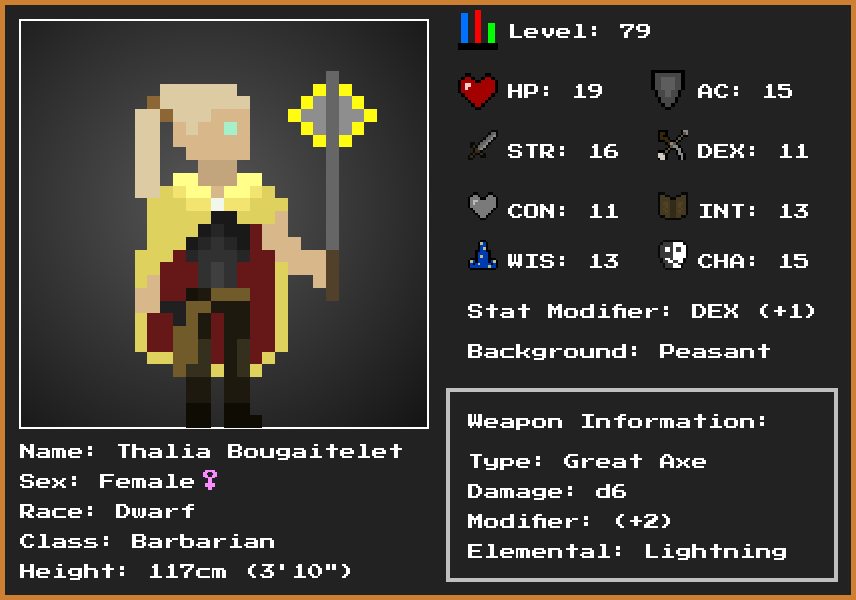 Level: 79
HP: 19 AC: 15
STR: 16 DEX: 11
CON: 11 INT: 13
WIS: 13 CHA: 15
Stat Modifier: DEX (+1)
Background: Peasant
Weapon Information:
Type: Great Axe
Damage: d6
Modifier: (+2)
Elemental: Lightning
Name: Thalia Bougaitelet
Sex: Female♀
Race: Dwarf
Class: Barbarian
Height: 117cm (3'10")